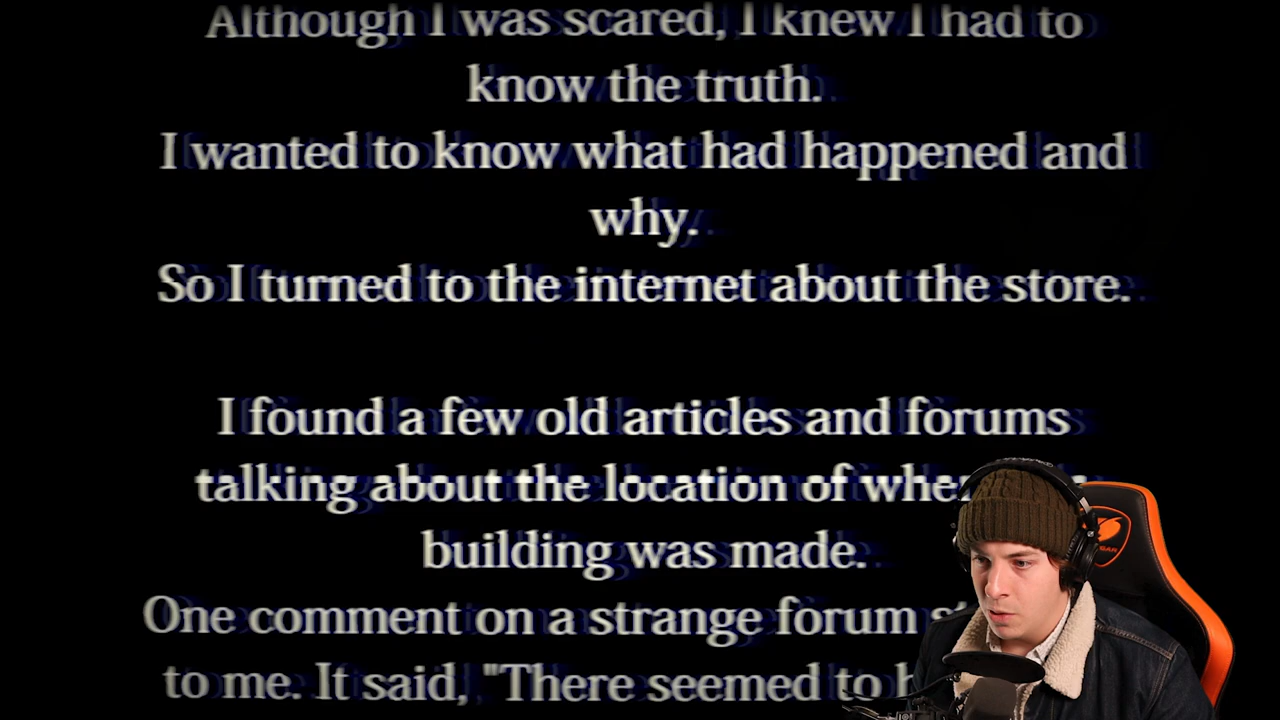 Although I was scared, I knew I had to
know the truth.
I wanted to know what had happened and
why.
So I turned to the internet about the store.
I found a few old articles and forums
talking about the location of
building was made.
One comment on a strange forum
to me. It said, "There seemed to